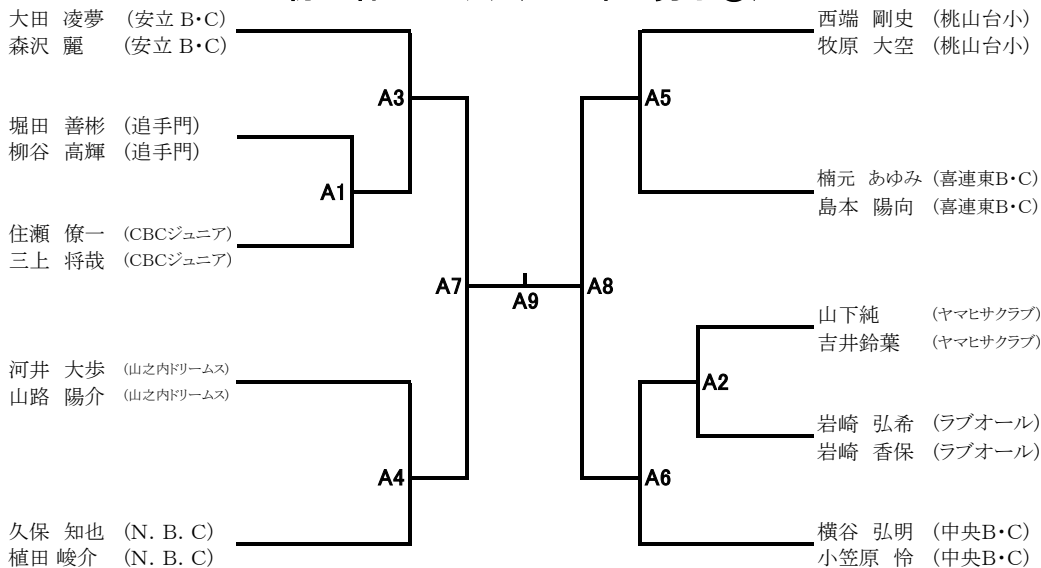 大田 凌夢 (安立 B・C)
森沢 麗 (安立 B・C)
堀田 善彬 (追手門)
柳谷 高輝 (追手門)
住瀬 僚一 (CBCジュニア)
三上 将哉 (CBCジュニア)
河井 大歩 (山之内ドリームス)
山路 陽介 (山之内ドリームス)
久保 知也 (N. B. C)
植田 峻介 (N. B. C)
A3
A1
A7
A4
A9
A5
A8
A2
A6
西端 剛史 (桃山台小)
牧原 大空 (桃山台小)
楠元 あゆみ (喜連東B・C)
島本 陽向 (喜連東B・C)
山下純 (ヤマヒサクラブ)
吉井鈴葉 (ヤマヒサクラブ)
岩崎 弘希 (ラブオール)
岩崎 香保 (ラブオール)
横谷 弘明 (中央B・C)
小笠原 怜 (中央B・C)